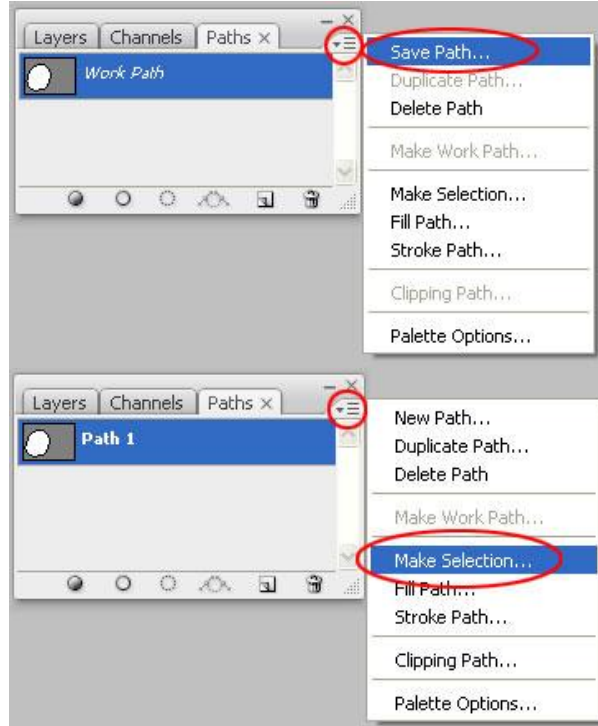 Layers Channels Paths ×
Work Path
Save Path...
Duplicate Path...
Delete Path
Make Work Path...
Make Selection...
Fill Path...
Stroke Path...
Clipping Path...
Palette Options...
Layers Channels Paths ×
Path 1
New Path...
Duplicate Path...
Delete Path
Make Work Path...
Make Selection...
Fill Path...
Stroke Path...
Clipping Path...
Palette Options...